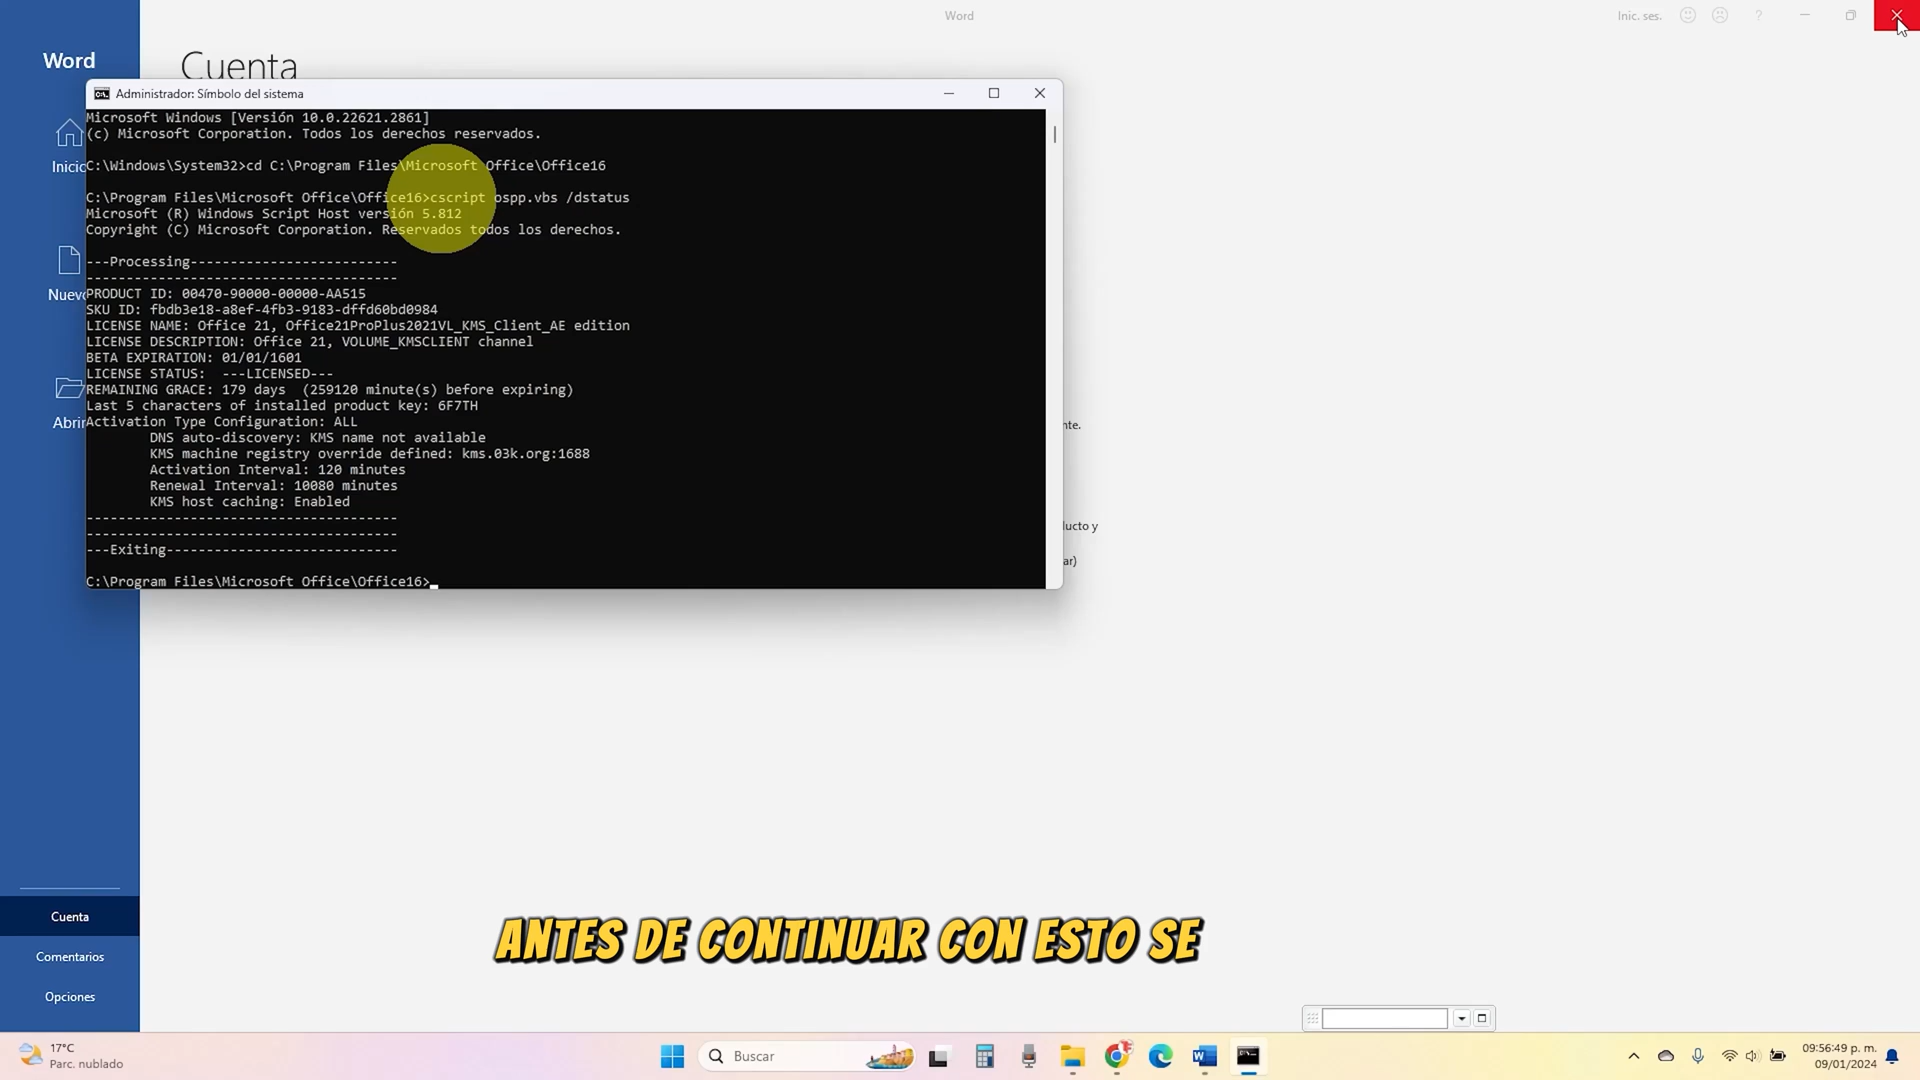 Word
Inic. ses.
?
Word
Cuenta
Inicio
Nuevo
Abrir
Administrador: Símbolo del sistema
Microsoft Windows [Versión 10.0.22621.2861]
(c) Microsoft Corporation. Todos los derechos reservados.
C:\Windows\System32>cd C:\Program Files\Microsoft Office\Office16
C:\Program Files\Microsoft Office\Office16>cscript ospp.vbs /dstatus
Microsoft (R) Windows Script Host versión 5.812
Copyright (C) Microsoft Corporation. Reservados todos los derechos.
---Processing--------------------------
---------------------------------------
PRODUCT ID: 00470-90000-00000-AA515
SKU ID: fbdb3e18-a8ef-4fb3-9183-dffd60bd0984
LICENSE NAME: Office 21, Office21ProPlus2021VL_KMS_Client_AE edition
LICENSE DESCRIPTION: Office 21, VOLUME_KMSCLIENT channel
BETA EXPIRATION: 01/01/1601
LICENSE STATUS:  ---LICENSED---
REMAINING GRACE: 179 days  (259120 minute(s) before expiring)
Last 5 characters of installed product key: 6F7TH
Activation Type Configuration: ALL
DNS auto-discovery: KMS name not available
KMS machine registry override defined: kms.03k.org:1688
Activation Interval: 120 minutes
Renewal Interval: 10080 minutes
KMS host caching: Enabled
---------------------------------------
---------------------------------------
---Exiting-----------------------------
C:\Program Files\Microsoft Office\Office16>
nte.
ucto y
ar)
Cuenta
Comentarios
Opciones
ANTES DE CONTINUAR CON ESTO SE
17°C
Parc. nublado
Buscar
09:56:49 p. m.
09/01/2024